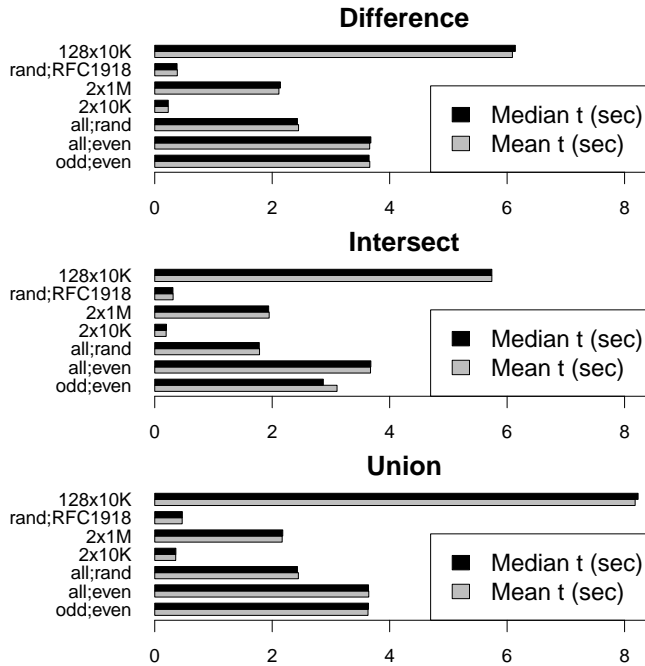 Difference
128x10K
rand;RFC1918
2x1M
2x10K
all;rand
all;even
odd;even
Median t (sec)
Mean t (sec)
0 2 4 6 8
Intersect
128x10K
rand;RFC1918
2x1M
2x10K
all;rand
all;even
odd;even
Median t (sec)
Mean t (sec)
0 2 4 6 8
Union
128x10K
rand;RFC1918
2x1M
2x10K
all;rand
all;even
odd;even
Median t (sec)
Mean t (sec)
0 2 4 6 8